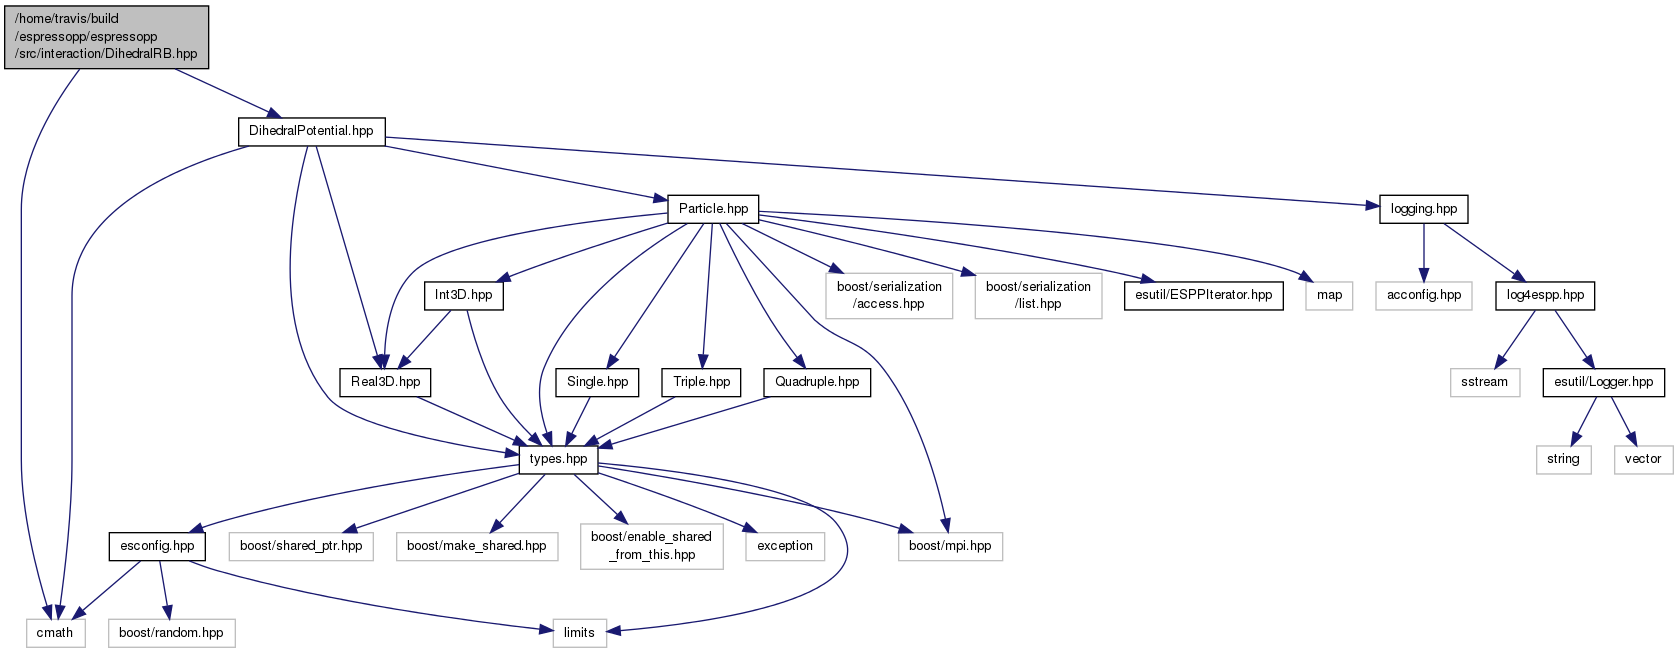 /home/travis/build
/espressopp/espressopp
/src/interaction/DihedralRB.hpp
DihedralPotential.hpp
Particle.hpp
logging.hpp
Int3D.hpp
boost/serialization
/access.hpp
boost/serialization
/list.hpp
esutil/ESPPIterator.hpp
map
acconfig.hpp
log4espp.hpp
Real3D.hpp
Single.hpp
Triple.hpp
Quadruple.hpp
sstream
esutil/Logger.hpp
types.hpp
string
vector
esconfig.hpp
boost/shared_ptr.hpp
boost/make_shared.hpp
boost/enable_shared
_from_this.hpp
exception
boost/mpi.hpp
cmath
boost/random.hpp
limits